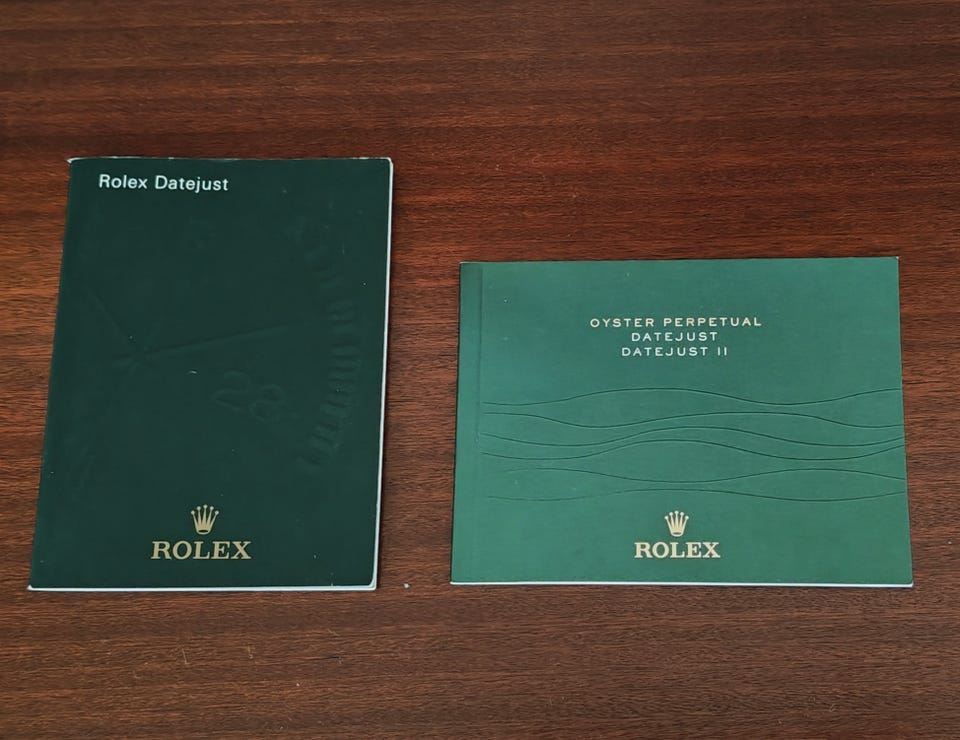 Rolex Datejust
28
ROLEX
OYSTER PERPETUAL
DATEJUST
DATEJUST II
ROLEX